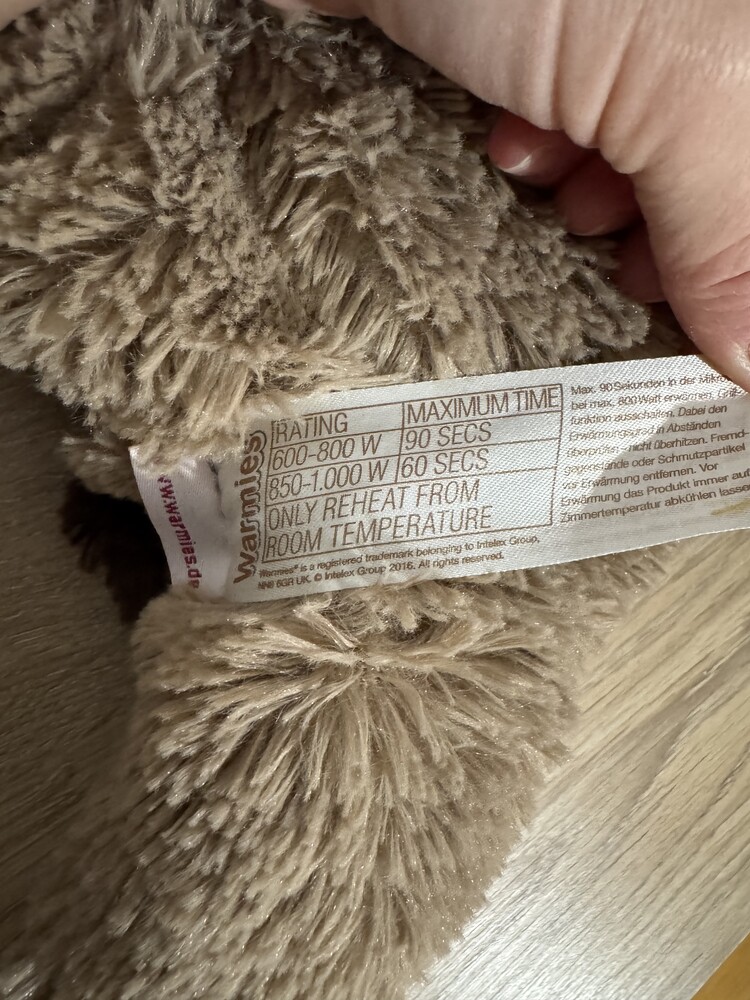 www.warmies.de
warmies®
RATING MAXIMUM TIME
600-800 W 90 SECS
850-1.000 W 60 SECS
ONLY REHEAT FROM
ROOM TEMPERATURE
Warmies® is a registered trademark belonging to Intelex Group,
NN8 6GR UK. © Intelex Group 2016. All rights reserved.
Max. 90 Sekunden in der
bei max. 800 Watt erwärmen,
funktion ausschalten. Dabei den
Erwärmungsgrad in Abständen
überprüfen, nicht überhitzen. Fremd-
gegenstände oder Schmutzpartikel
vor Erwärmung entfernen. Vor
Erwärmung das Produkt immer auf
Zimmertemperatur abkühlen